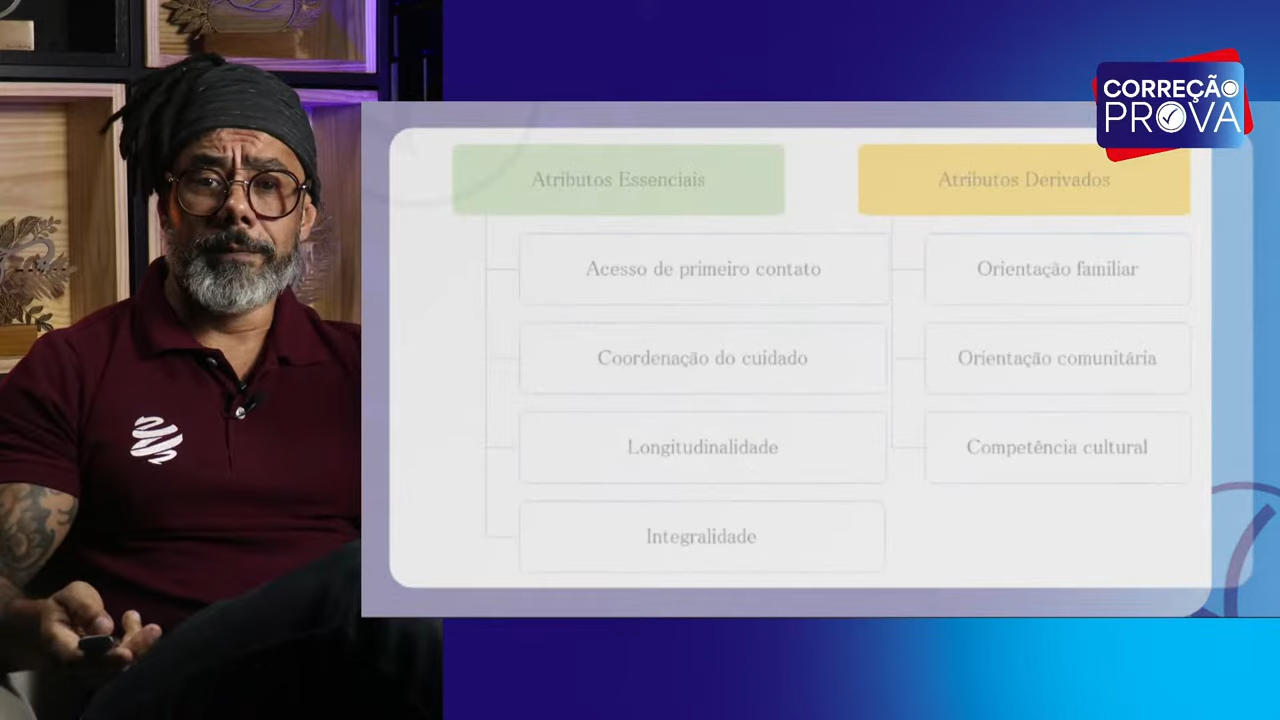 CORREÇÃO
PROVA
Atributos Essenciais
Atributos Derivados
Acesso de primeiro contato
Orientação familiar
Coordenação do cuidado
Orientação comunitária
Longitudinalidade
Competência cultural
Integralidade